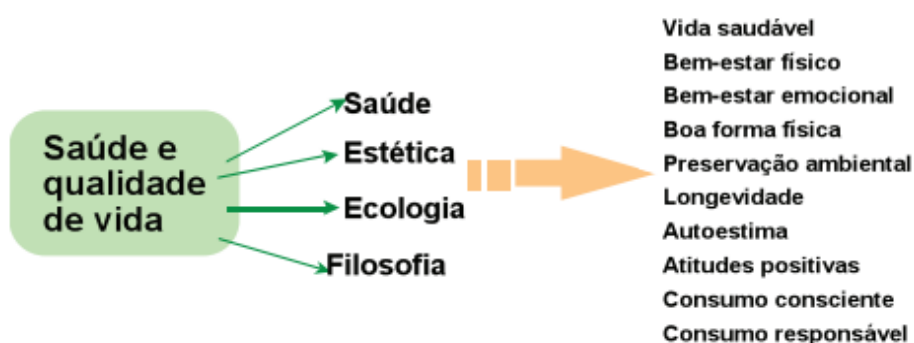 Saúde e
qualidade
de vida
Saúde
Estética
Ecologia
Filosofia
Vida saudável
Bem-estar físico
Bem-estar emocional
Boa forma física
Preservação ambiental
Longevidade
Autoestima
Atitudes positivas
Consumo consciente
Consumo responsável